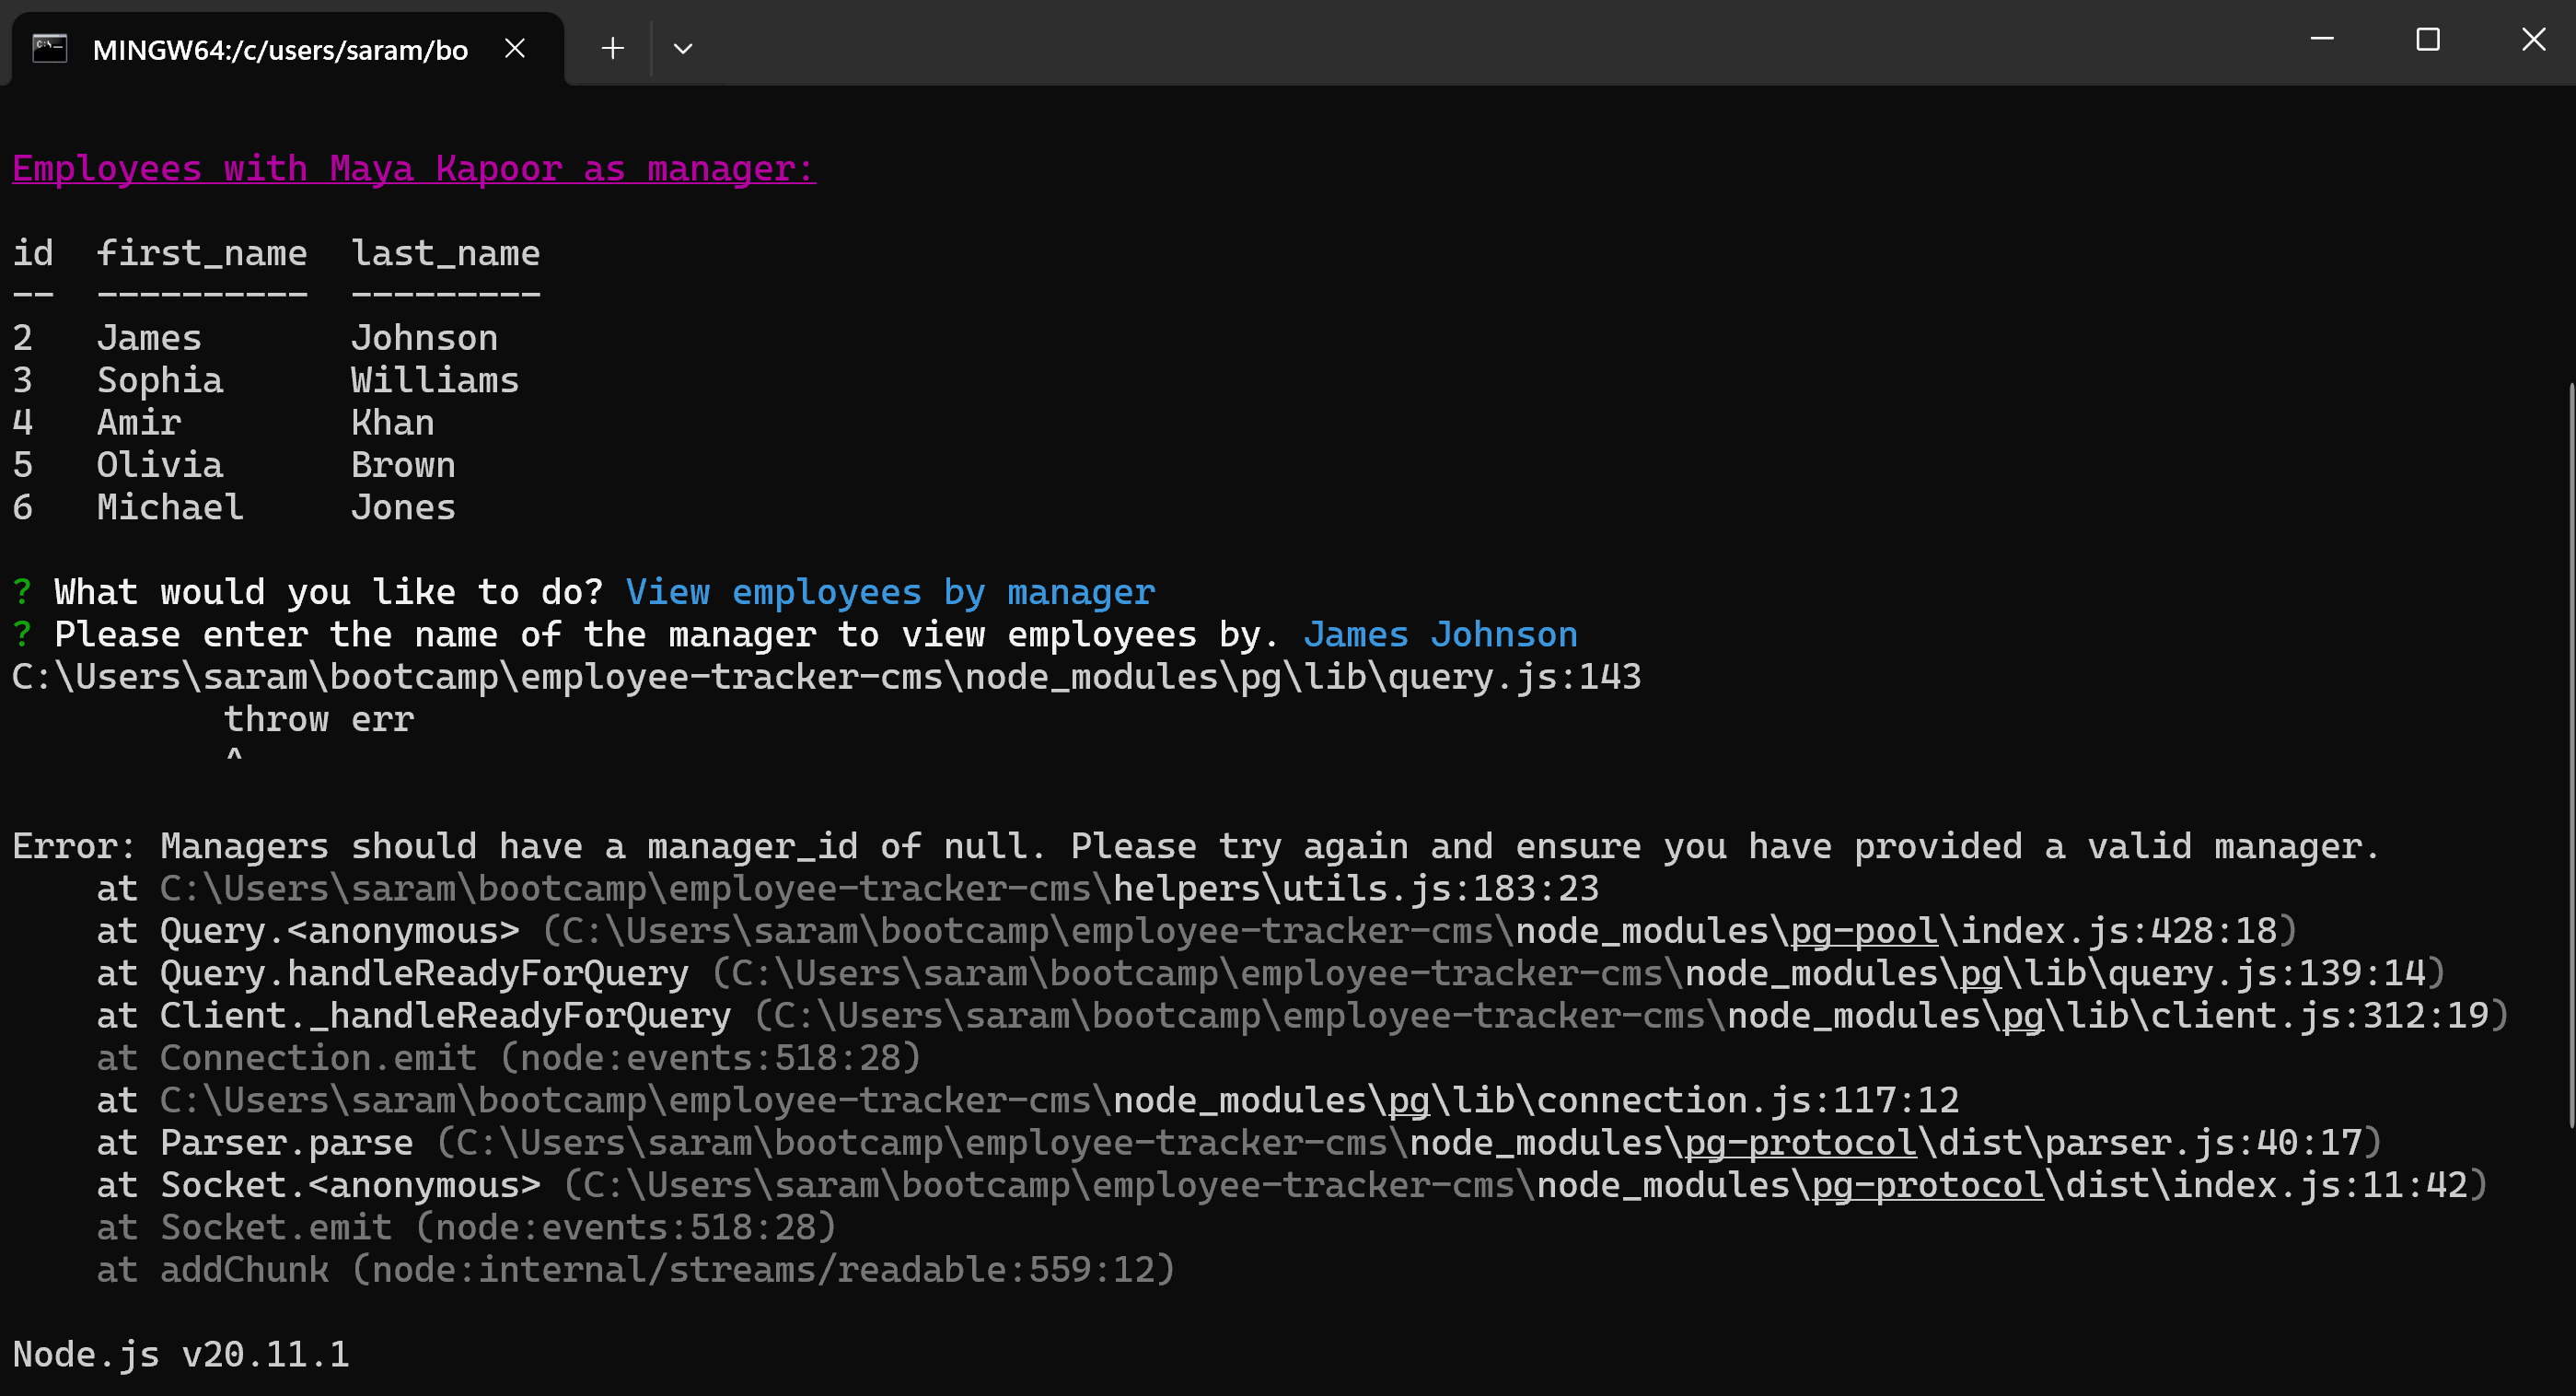 MINGW64:/c/users/saram/bo
Employees with Maya Kapoor as manager:
id  first_name  last_name
--  ----------  ---------
2   James       Johnson
3   Sophia      Williams
4   Amir        Khan
5   Olivia      Brown
6   Michael     Jones
? What would you like to do? View employees by manager
? Please enter the name of the manager to view employees by. James Johnson
C:\Users\saram\bootcamp\employee-tracker-cms\node_modules\pg\lib\query.js:143
          throw err
          ^
Error: Managers should have a manager_id of null. Please try again and ensure you have provided a valid manager.
    at C:\Users\saram\bootcamp\employee-tracker-cms\helpers\utils.js:183:23
    at Query.<anonymous> (C:\Users\saram\bootcamp\employee-tracker-cms\node_modules\pg-pool\index.js:428:18)
    at Query.handleReadyForQuery (C:\Users\saram\bootcamp\employee-tracker-cms\node_modules\pg\lib\query.js:139:14)
    at Client._handleReadyForQuery (C:\Users\saram\bootcamp\employee-tracker-cms\node_modules\pg\lib\client.js:312:19)
    at Connection.emit (node:events:518:28)
    at C:\Users\saram\bootcamp\employee-tracker-cms\node_modules\pg\lib\connection.js:117:12
    at Parser.parse (C:\Users\saram\bootcamp\employee-tracker-cms\node_modules\pg-protocol\dist\parser.js:40:17)
    at Socket.<anonymous> (C:\Users\saram\bootcamp\employee-tracker-cms\node_modules\pg-protocol\dist\index.js:11:42)
    at Socket.emit (node:events:518:28)
    at addChunk (node:internal/streams/readable:559:12)
Node.js v20.11.1